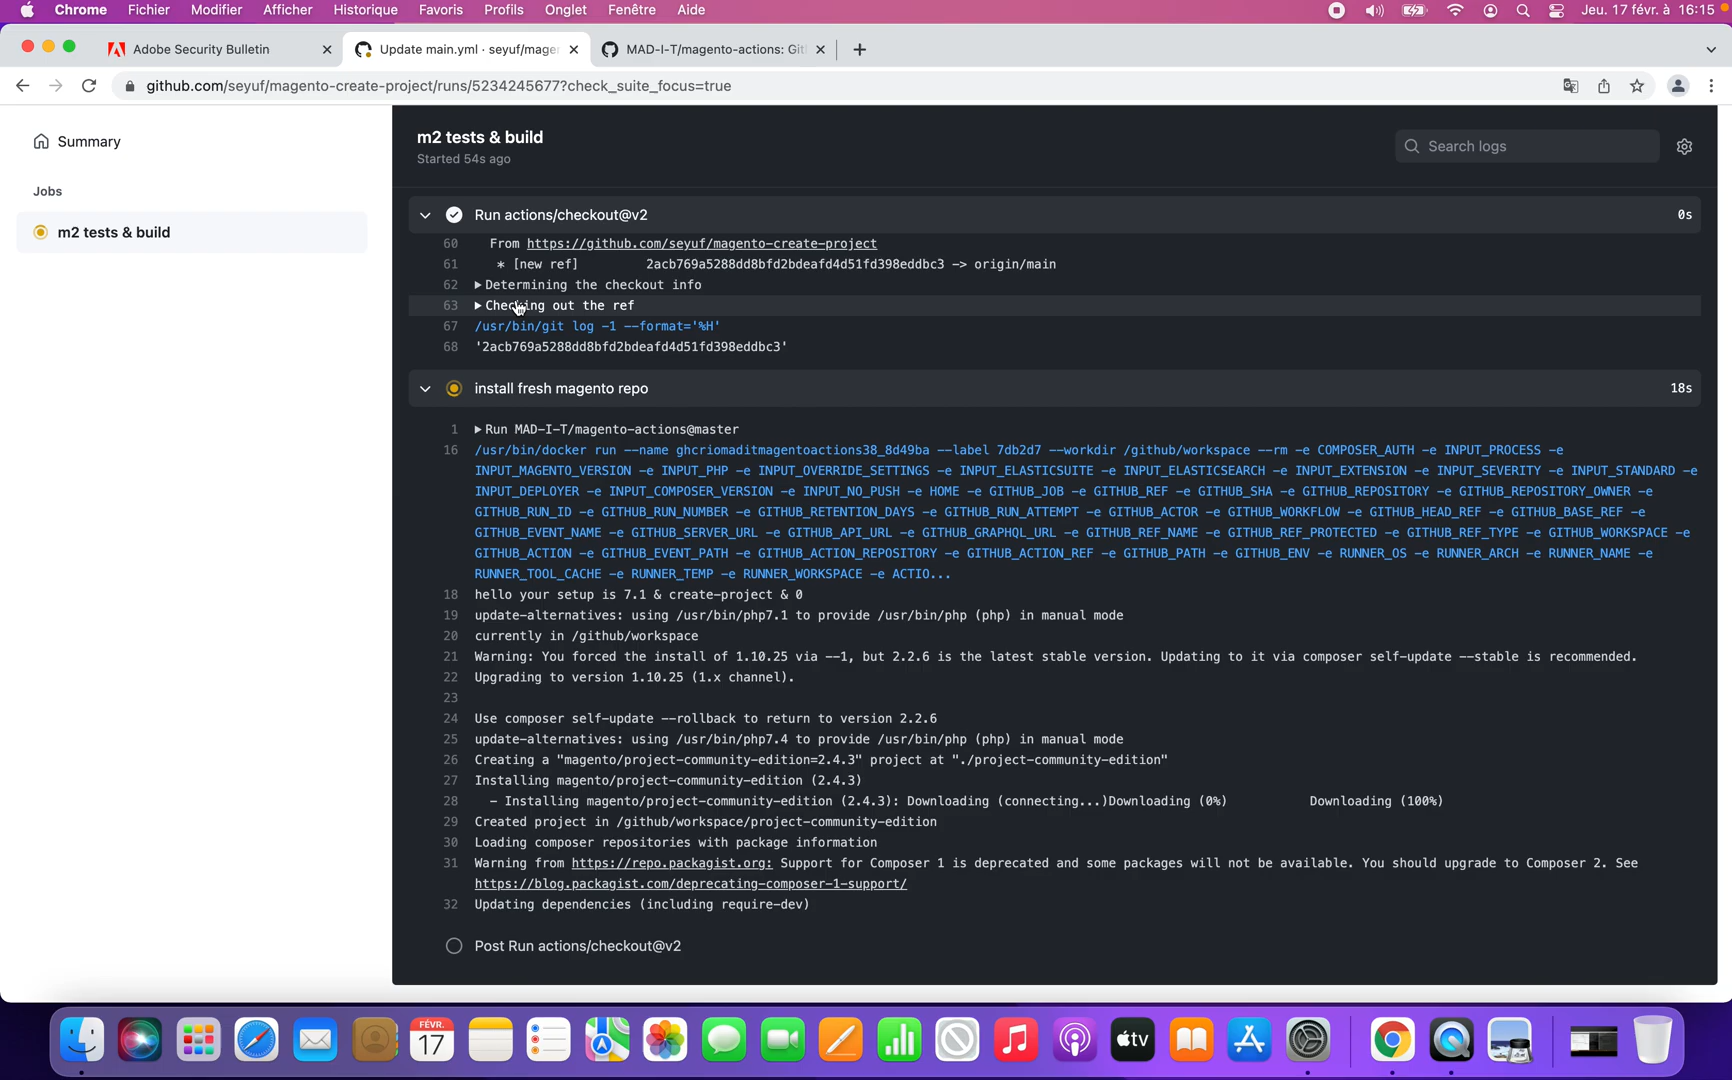 Chrome Fichier Modifier Afficher Historique Favoris Profils Onglet Fenêtre Aide Jeu. 17 févr. à 16:15
Adobe Security Bulletin
Update main.yml · seyuf/mage
MAD-I-T/magento-actions: Git
github.com/seyuf/magento-create-project/runs/5234245677?check_suite_focus=true
Summary
Jobs
m2 tests & build
m2 tests & build
Started 54s ago
Search logs
Run actions/checkout@v2 0s
60 From https://github.com/seyuf/magento-create-project
61 * [new ref] 2acb769a5288dd8bfd2bdeafd4d51fd398eddbc3 -> origin/main
62 Determining the checkout info
63 Checking out the ref
67 /usr/bin/git log -1 --format='%H'
68 '2acb769a5288dd8bfd2bdeafd4d51fd398eddbc3'
install fresh magento repo 18s
1 Run MAD-I-T/magento-actions@master
16 /usr/bin/docker run --name ghcriomaditmagentoactions38_8d49ba --label 7db2d7 --workdir /github/workspace --rm -e COMPOSER_AUTH -e INPUT_PROCESS -e
INPUT_MAGENTO_VERSION -e INPUT_PHP -e INPUT_OVERRIDE_SETTINGS -e INPUT_ELASTICSUITE -e INPUT_ELASTICSEARCH -e INPUT_EXTENSION -e INPUT_SEVERITY -e INPUT_STANDARD -e
INPUT_DEPLOYER -e INPUT_COMPOSER_VERSION -e INPUT_NO_PUSH -e HOME -e GITHUB_JOB -e GITHUB_REF -e GITHUB_SHA -e GITHUB_REPOSITORY -e GITHUB_REPOSITORY_OWNER -e
GITHUB_RUN_ID -e GITHUB_RUN_NUMBER -e GITHUB_RETENTION_DAYS -e GITHUB_RUN_ATTEMPT -e GITHUB_ACTOR -e GITHUB_WORKFLOW -e GITHUB_HEAD_REF -e GITHUB_BASE_REF -e
GITHUB_EVENT_NAME -e GITHUB_SERVER_URL -e GITHUB_API_URL -e GITHUB_GRAPHQL_URL -e GITHUB_REF_NAME -e GITHUB_REF_PROTECTED -e GITHUB_REF_TYPE -e GITHUB_WORKSPACE -e
GITHUB_ACTION -e GITHUB_EVENT_PATH -e GITHUB_ACTION_REPOSITORY -e GITHUB_ACTION_REF -e GITHUB_PATH -e GITHUB_ENV -e RUNNER_OS -e RUNNER_ARCH -e RUNNER_NAME -e
RUNNER_TOOL_CACHE -e RUNNER_TEMP -e RUNNER_WORKSPACE -e ACTIO...
18 hello your setup is 7.1 & create-project & 0
19 update-alternatives: using /usr/bin/php7.1 to provide /usr/bin/php (php) in manual mode
20 currently in /github/workspace
21 Warning: You forced the install of 1.10.25 via --1, but 2.2.6 is the latest stable version. Updating to it via composer self-update --stable is recommended.
22 Upgrading to version 1.10.25 (1.x channel).
23
24 Use composer self-update --rollback to return to version 2.2.6
25 update-alternatives: using /usr/bin/php7.4 to provide /usr/bin/php (php) in manual mode
26 Creating a "magento/project-community-edition=2.4.3" project at "./project-community-edition"
27 Installing magento/project-community-edition (2.4.3)
28 - Installing magento/project-community-edition (2.4.3): Downloading (connecting...)Downloading (0%) Downloading (100%)
29 Created project in /github/workspace/project-community-edition
30 Loading composer repositories with package information
31 Warning from https://repo.packagist.org: Support for Composer 1 is deprecated and some packages will not be available. You should upgrade to Composer 2. See
https://blog.packagist.com/deprecating-composer-1-support/
32 Updating dependencies (including require-dev)
Post Run actions/checkout@v2
FÉVR.
17
tv